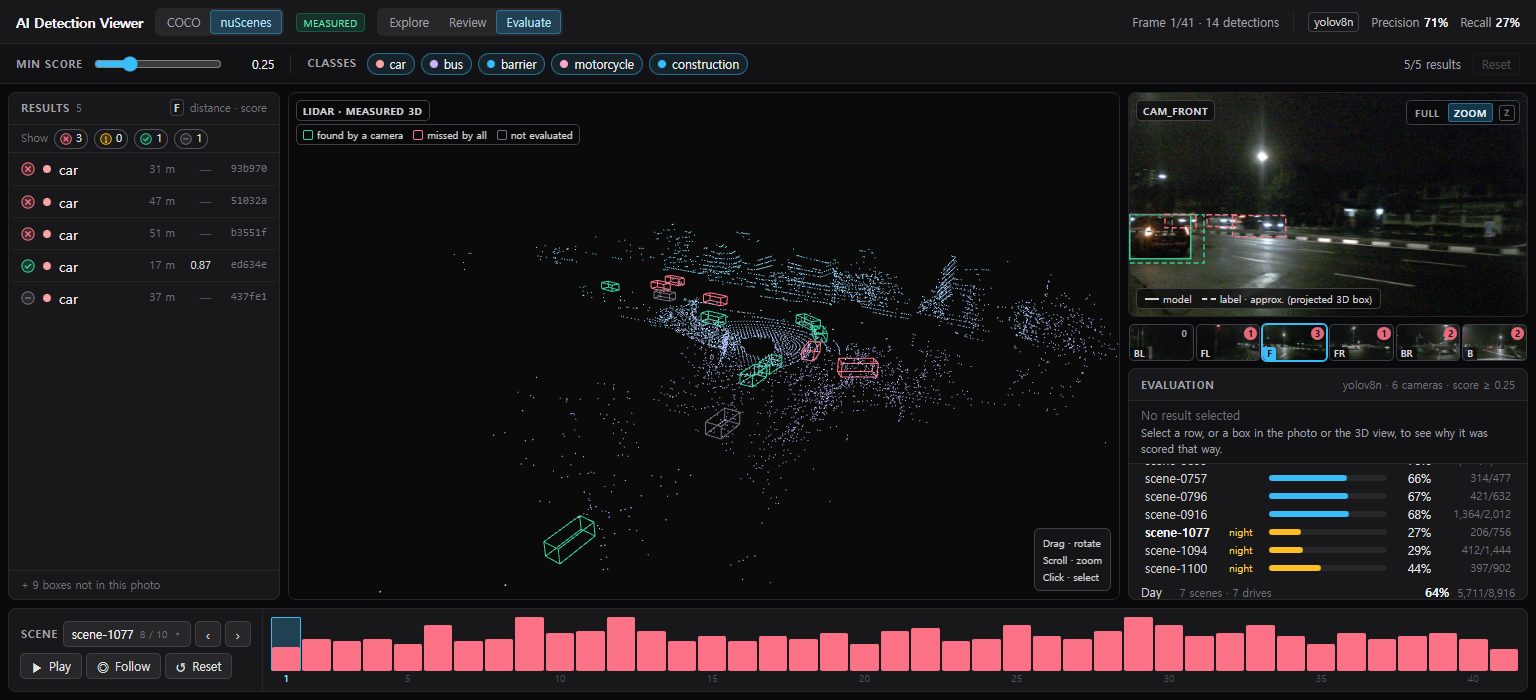 AI Detection Viewer COCO nuScenes MEASURED Explore Review Evaluate Frame 1/41 · 14 detections yolov8n Precision 71% Recall 27%
MIN SCORE 0.25 CLASSES car bus barrier motorcycle construction 5/5 results Reset
RESULTS 5 F distance · score
Show 3 0 1 1
car 31 m — 93b970
car 47 m — 51032a
car 51 m — b3551f
car 17 m 0.87 ed634e
car 37 m — 437fe1
+ 9 boxes not in this photo
LIDAR · MEASURED 3D
found by a camera missed by all not evaluated
Drag · rotate
Scroll · zoom
Click · select
CAM_FRONT FULL ZOOM Z
model label · approx. (projected 3D box)
0 1 3 1 2 2
BL FL F FR BR B
EVALUATION yolov8n · 6 cameras · score ≥ 0.25
No result selected
Select a row, or a box in the photo or the 3D view, to see why it was
scored that way.
scene-0757 66% 314/477
scene-0796 67% 421/632
scene-0916 68% 1,364/2,012
scene-1077 night 27% 206/756
scene-1094 night 29% 412/1,444
scene-1100 night 44% 397/902
Day 7 scenes · 7 drives 64% 5,711/8,916
SCENE scene-1077 8 / 10 ‹ ›
Play Follow Reset
1 5 10 15 20 25 30 35 40